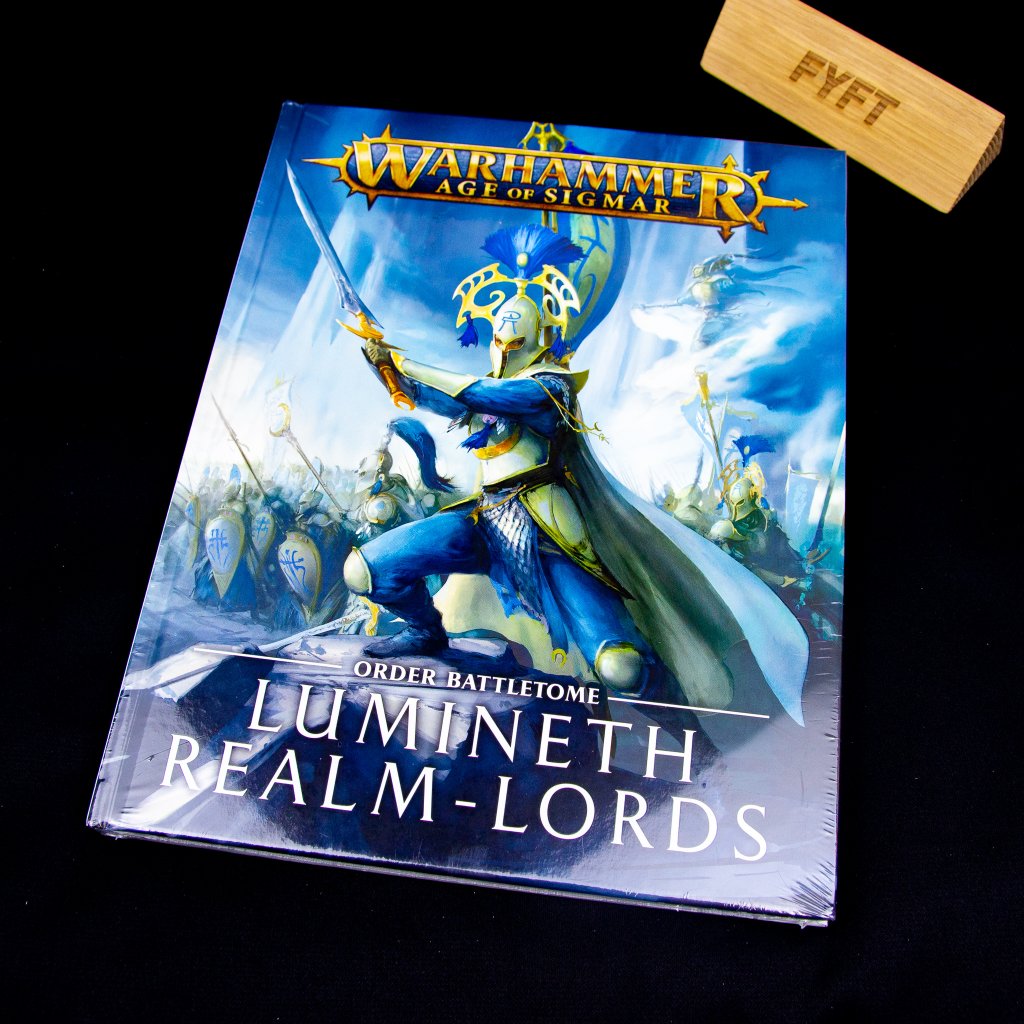 FYFT
WARHAMMER
AGE OF SIGMAR
ORDER BATTLETOME
LUMINETH
REALM-LORDS